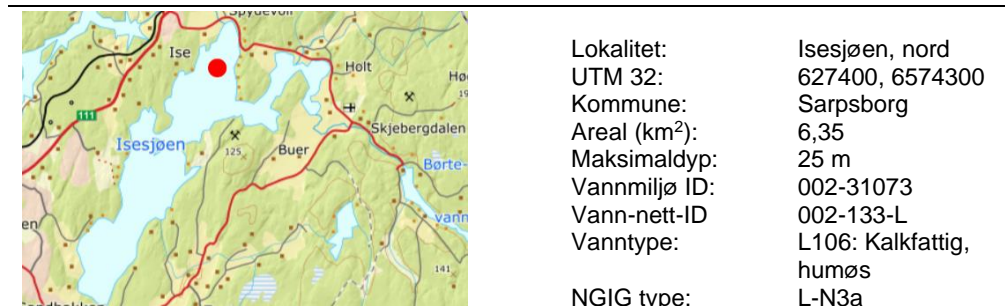 Spydevoll
Ise
Holt
111
Skjebergdalen
Isesjøen
125
Buer
Børte-
vann
141
Lokalitet: Isesjøen, nord
UTM 32: 627400, 6574300
Kommune: Sarpsborg
Areal (km²): 6,35
Maksimaldyp: 25 m
Vannmiljø ID: 002-31073
Vann-nett-ID 002-133-L
Vanntype: L106: Kalkfattig,
humøs
NGIG type: L-N3a